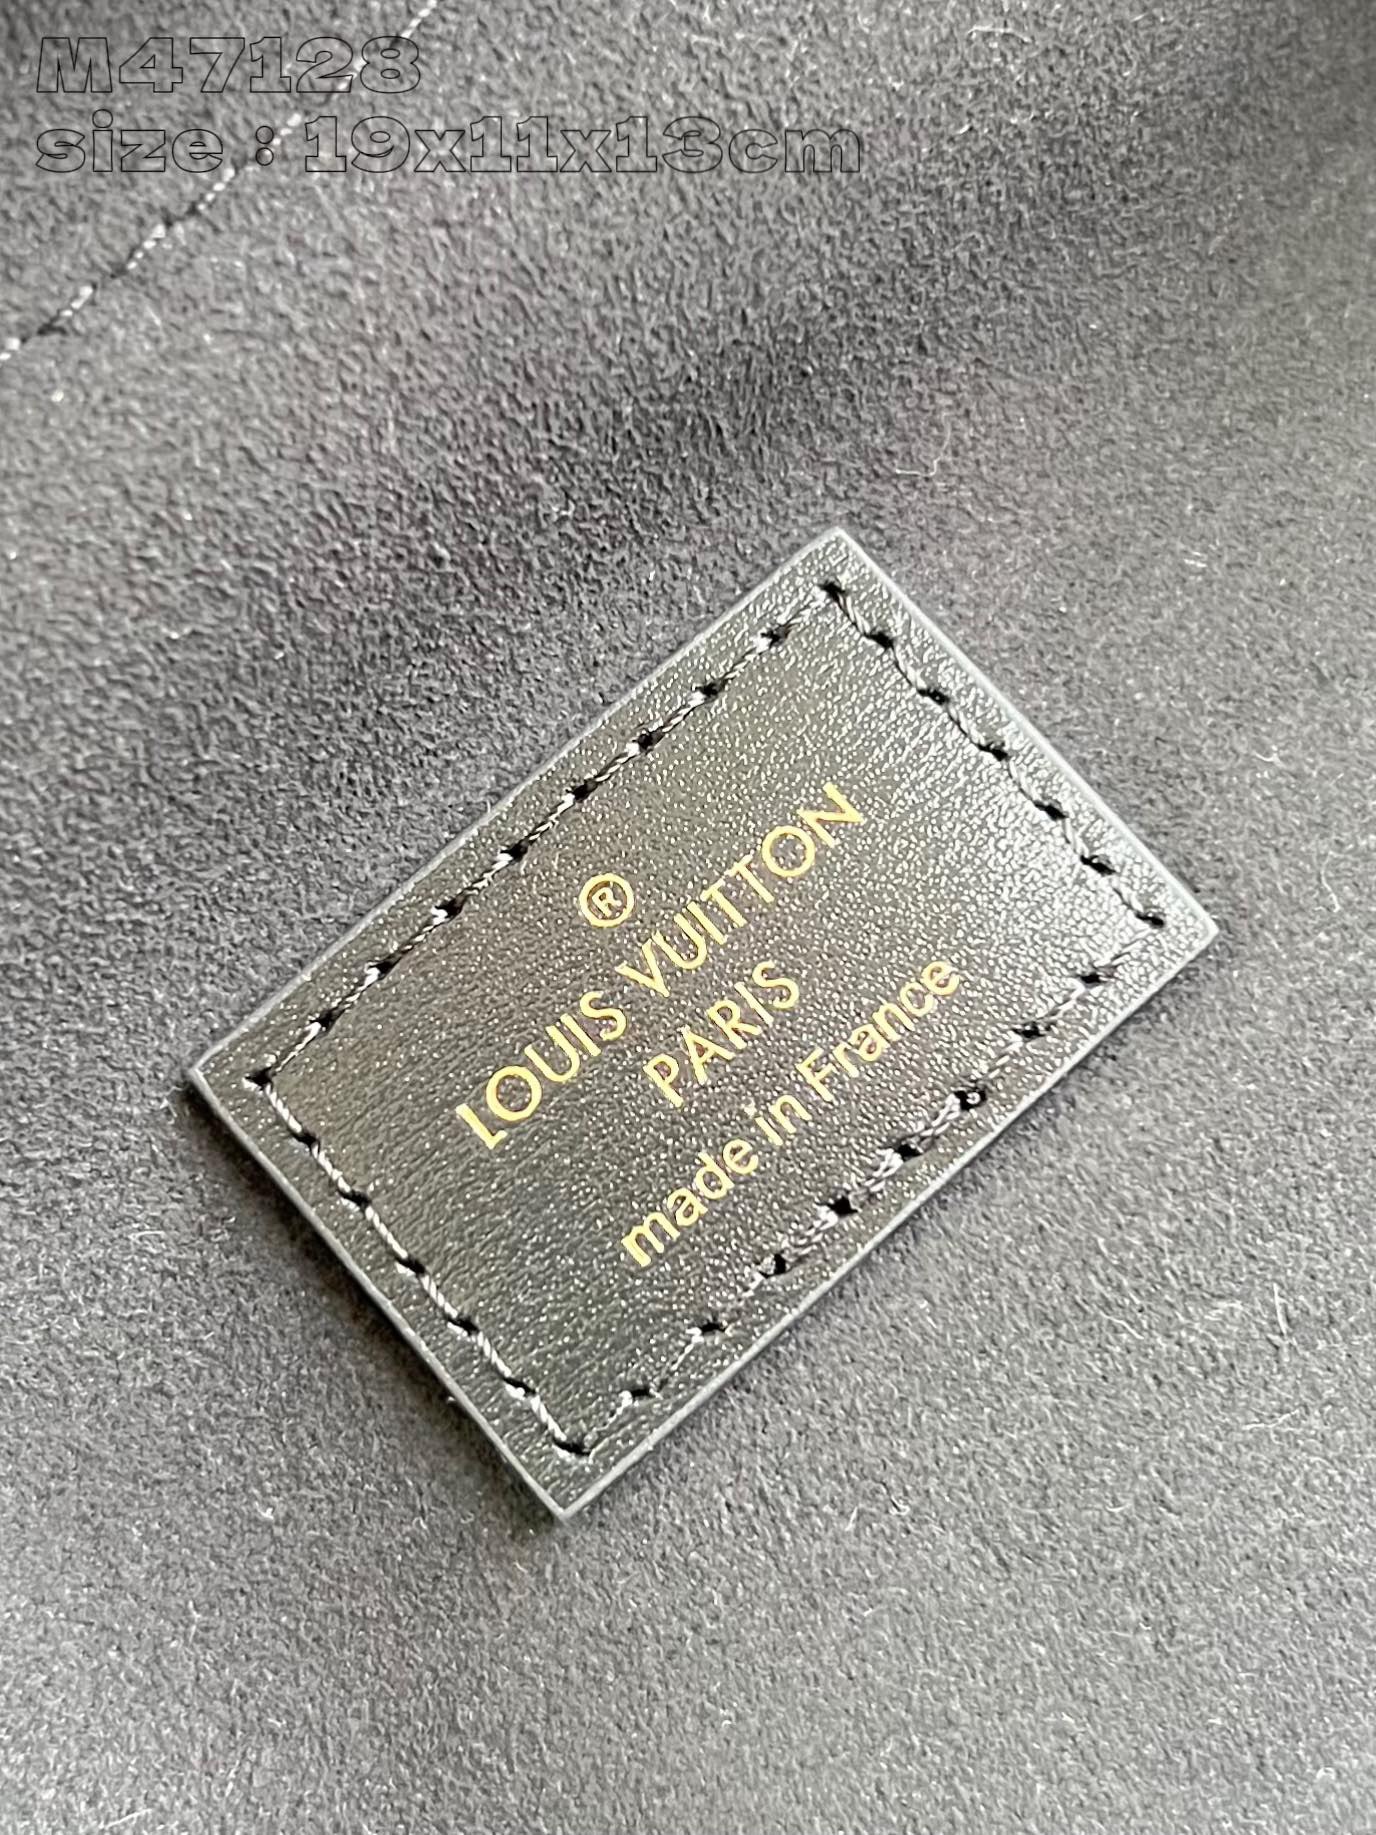 M47128
size : 19x11x13cm
®
LOUIS VUITTON
PARIS
made in France